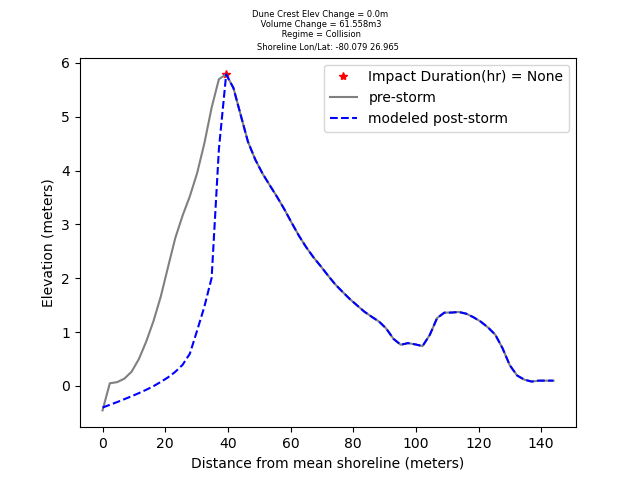 Dune Crest Elev Change = 0.0m
Volume Change = 61.558m3
Regime = Collision
Shoreline Lon/Lat: -80.079 26.965
Impact Duration(hr) = None
pre-storm
modeled post-storm
6
5
4
3
2
1
0
Elevation (meters)
0 20 40 60 80 100 120 140
Distance from mean shoreline (meters)